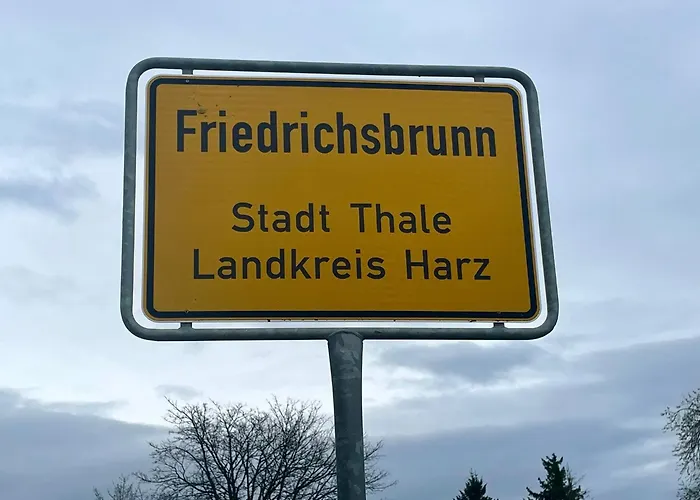 Friedrichsbrunn
Stadt Thale
Landkreis Harz